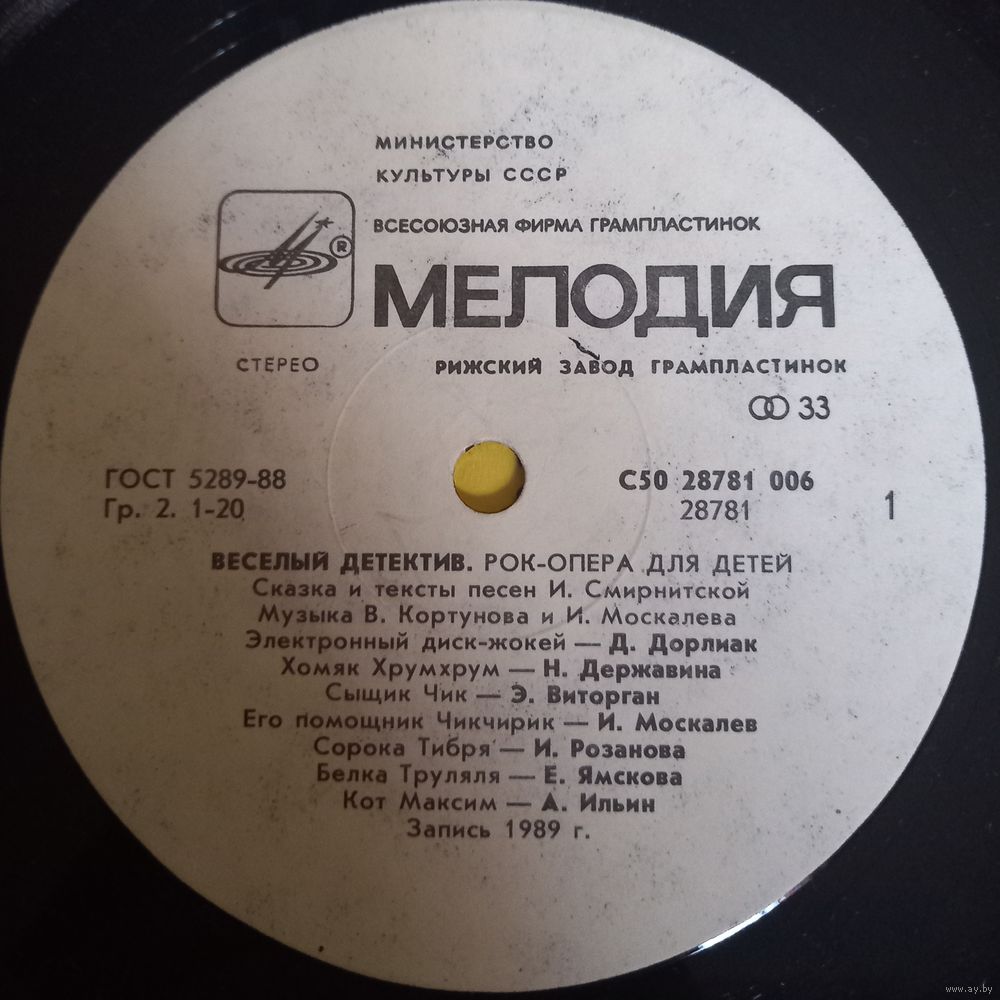 МИНИСТЕРСТВО
КУЛЬТУРЫ СССР
ВСЕСОЮЗНАЯ ФИРМА ГРАМПЛАСТИНОК
®
МЕЛОДИЯ
СТЕРЕО
РИЖСКИЙ ЗАВОД ГРАМПЛАСТИНОК
33
ГОСТ 5289-88
Гр. 2. 1-20
С50 28781 006
28781
1
ВЕСЕЛЫЙ ДЕТЕКТИВ. РОК-ОПЕРА ДЛЯ ДЕТЕЙ
Сказка и тексты песен И. Смирнитской
Музыка В. Кортунова и И. Москалева
Электронный диск-жокей — Д. Дорлиак
Хомяк Хрумхрум — Н. Державина
Сыщик Чик — Э. Виторган
Его помощник Чикчирик — И. Москалев
Сорока Тибря — И. Розанова
Белка Труляля — Е. Ямскова
Кот Максим — А. Ильин
Запись 1989 г.
www.ay.by